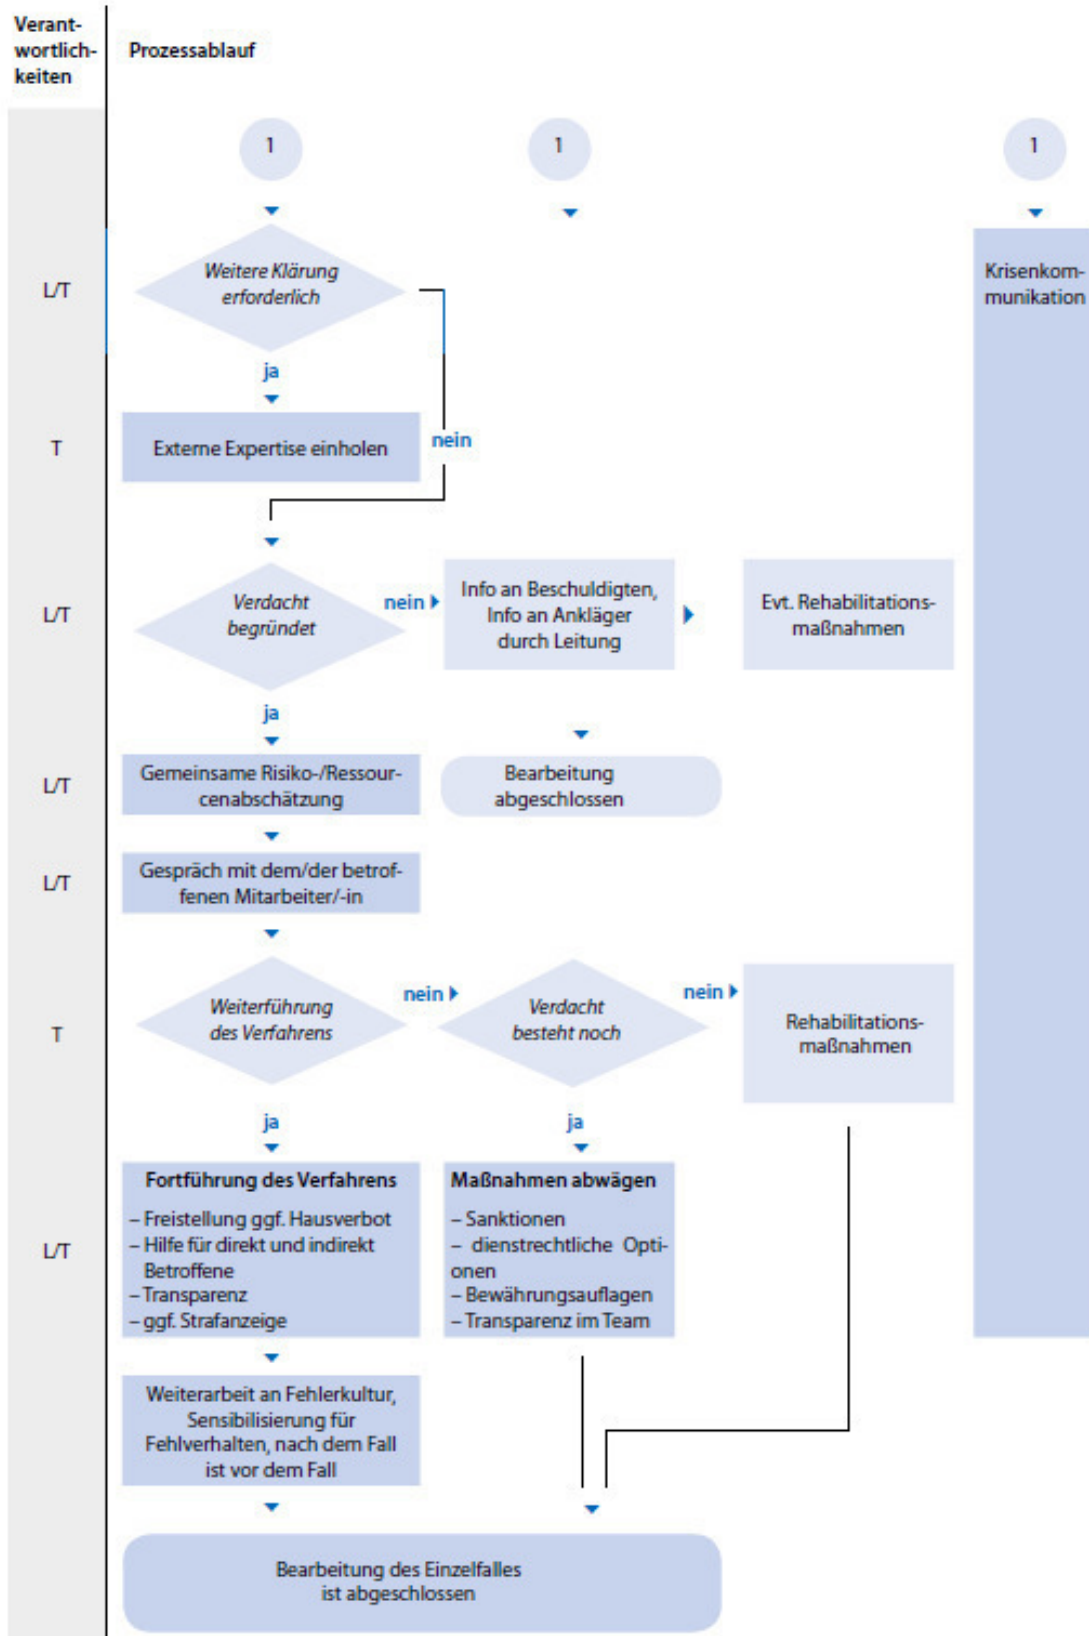 Verant-
wortlich-
keiten
Prozessablauf
1
1
1
L/T
Weitere Klärung
erforderlich
Krisenkom-
munikation
ja
T
Externe Expertise einholen
nein
L/T
Verdacht
begründet
nein
Info an Beschuldigten,
Info an Ankläger
durch Leitung
Evt. Rehabilitations-
maßnahmen
ja
L/T
Gemeinsame Risiko-/Ressour-
cenabschätzung
Bearbeitung
abgeschlossen
L/T
Gespräch mit dem/der betrof-
fenen Mitarbeiter/-in
T
Weiterführung
des Verfahrens
nein
Verdacht
besteht noch
nein
Rehabilitations-
maßnahmen
ja
ja
L/T
Fortführung des Verfahrens
– Freistellung ggf. Hausverbot
– Hilfe für direkt und indirekt
Betroffene
– Transparenz
– ggf. Strafanzeige
Maßnahmen abwägen
– Sanktionen
– dienstrechtliche Opti-
onen
– Bewährungsauflagen
– Transparenz im Team
Weiterarbeit an Fehlerkultur,
Sensibilisierung für
Fehlverhalten, nach dem Fall
ist vor dem Fall
Bearbeitung des Einzelfalles
ist abgeschlossen